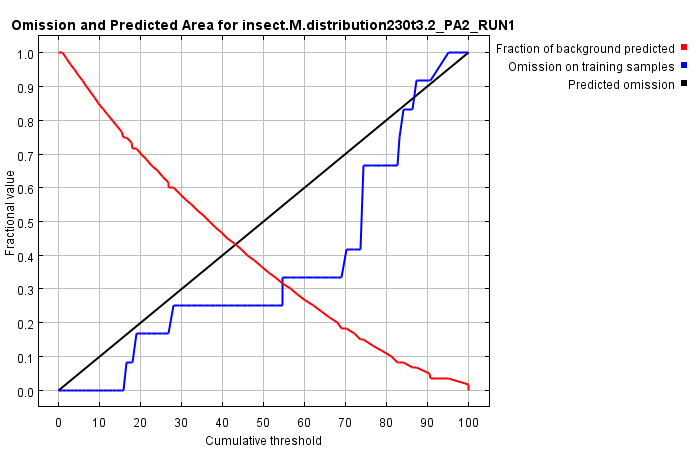 Omission and Predicted Area for insect.M.distribution230t3.2_PA2_RUN1
Fraction of background predicted
Omission on training samples
Predicted omission
1.0
0.9
0.8
0.7
0.6
0.5
0.4
0.3
0.2
0.1
0.0
Fractional value
0 10 20 30 40 50 60 70 80 90 100
Cumulative threshold